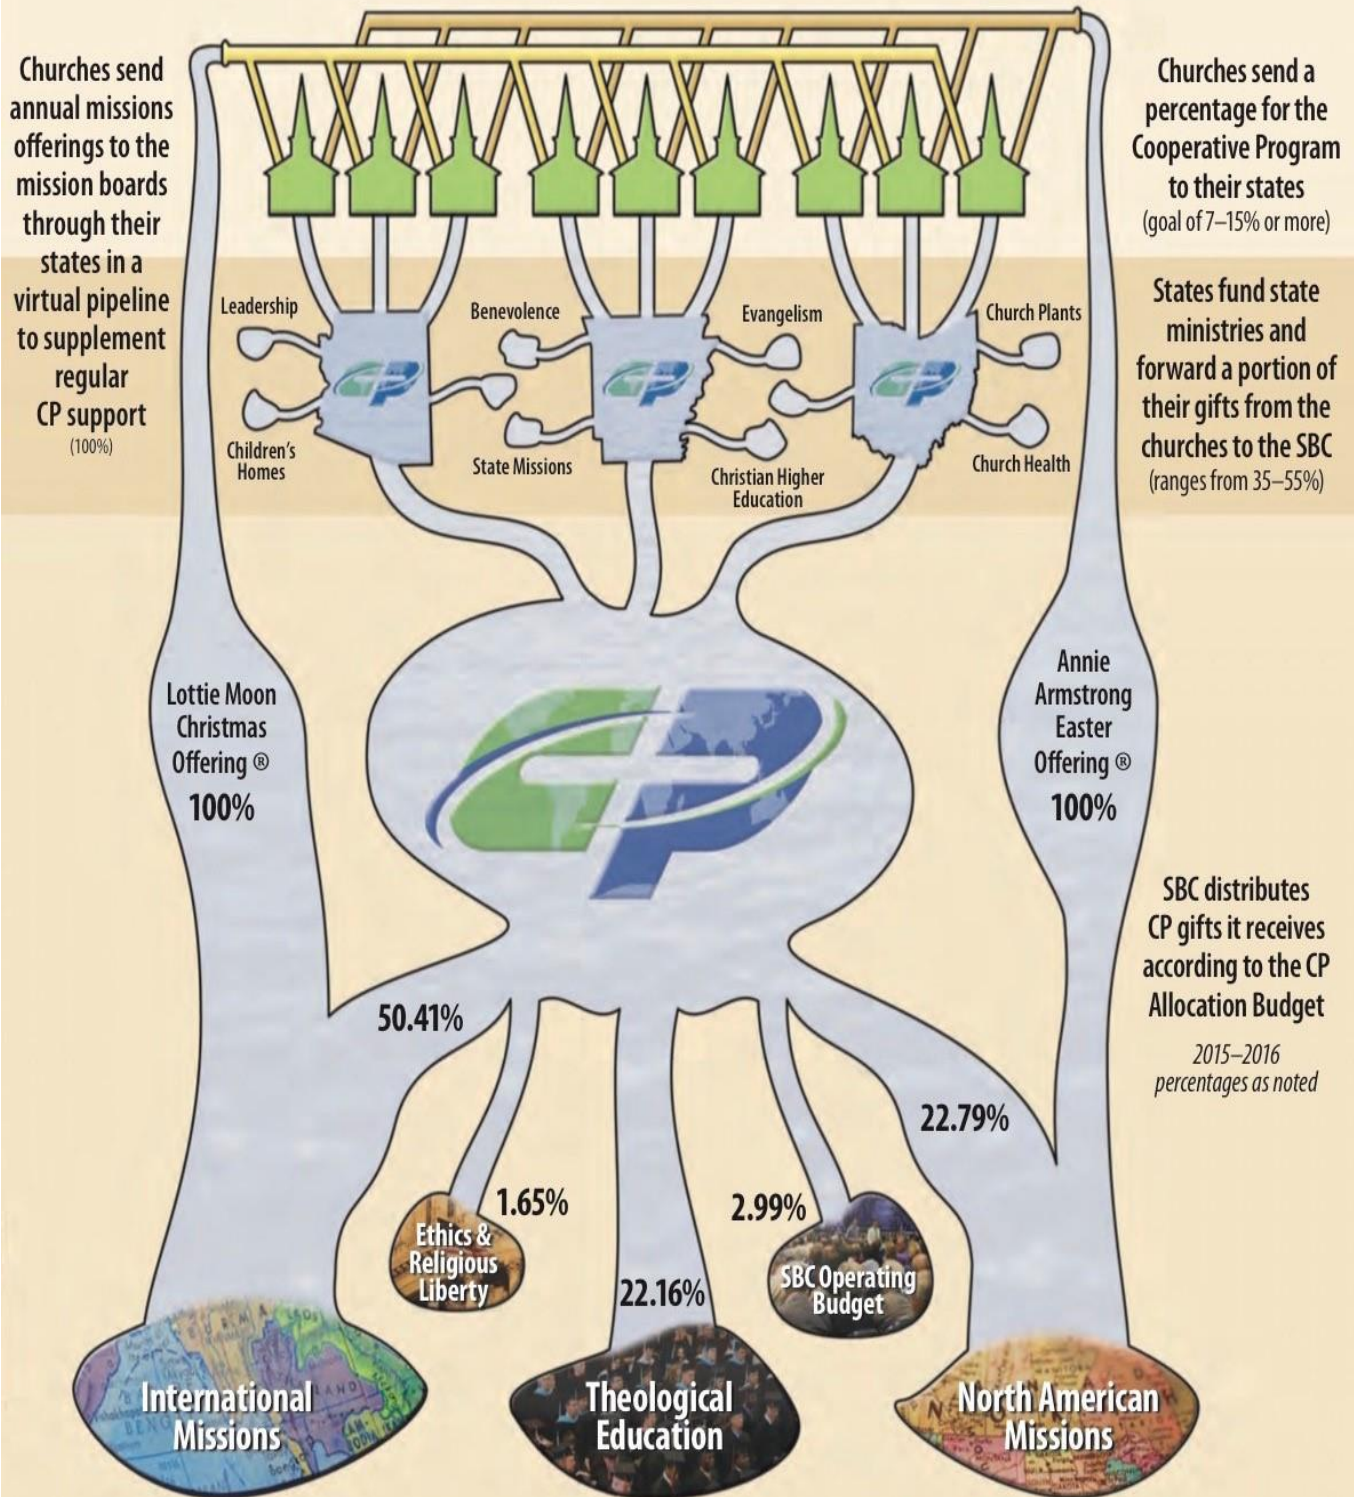 Churches send
annual missions
offerings to the
mission boards
through their
states in a
virtual pipeline
to supplement
regular
CP support
(100%)
Churches send a
percentage for the
Cooperative Program
to their states
(goal of 7–15% or more)
States fund state
ministries and
forward a portion of
their gifts from the
churches to the SBC
(ranges from 35–55%)
Leadership
Children's
Homes
Benevolence
State Missions
Evangelism
Christian Higher
Education
Church Plants
Church Health
CP
CP
CP
Lottie Moon
Christmas
Offering ®
100%
CP
Annie
Armstrong
Easter
Offering ®
100%
SBC distributes
CP gifts it receives
according to the CP
Allocation Budget
2015–2016
percentages as noted
50.41%
22.79%
1.65%
2.99%
22.16%
Ethics &
Religious
Liberty
SBC Operating
Budget
International
Missions
Theological
Education
North American
Missions